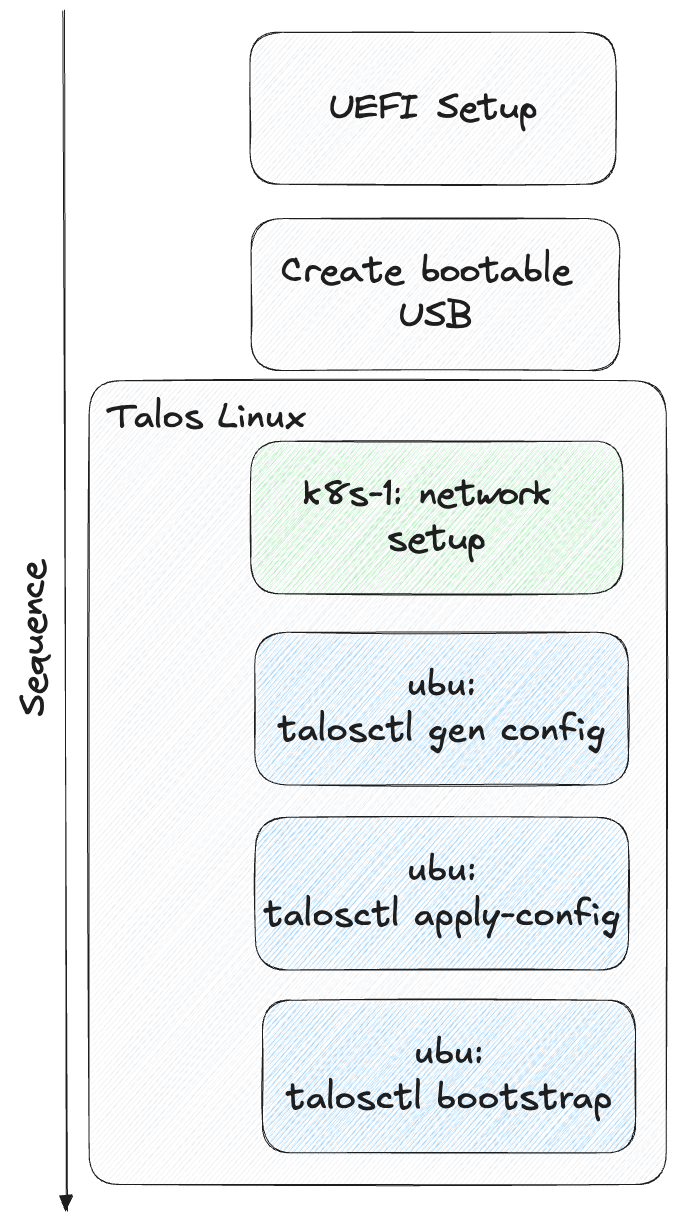 UEFI Setup
Create bootable
USB
Talos Linux
k8s-1: network
setup
Sequence
ubu:
talosctl gen config
ubu:
talosctl apply-config
ubu:
talosctl bootstrap